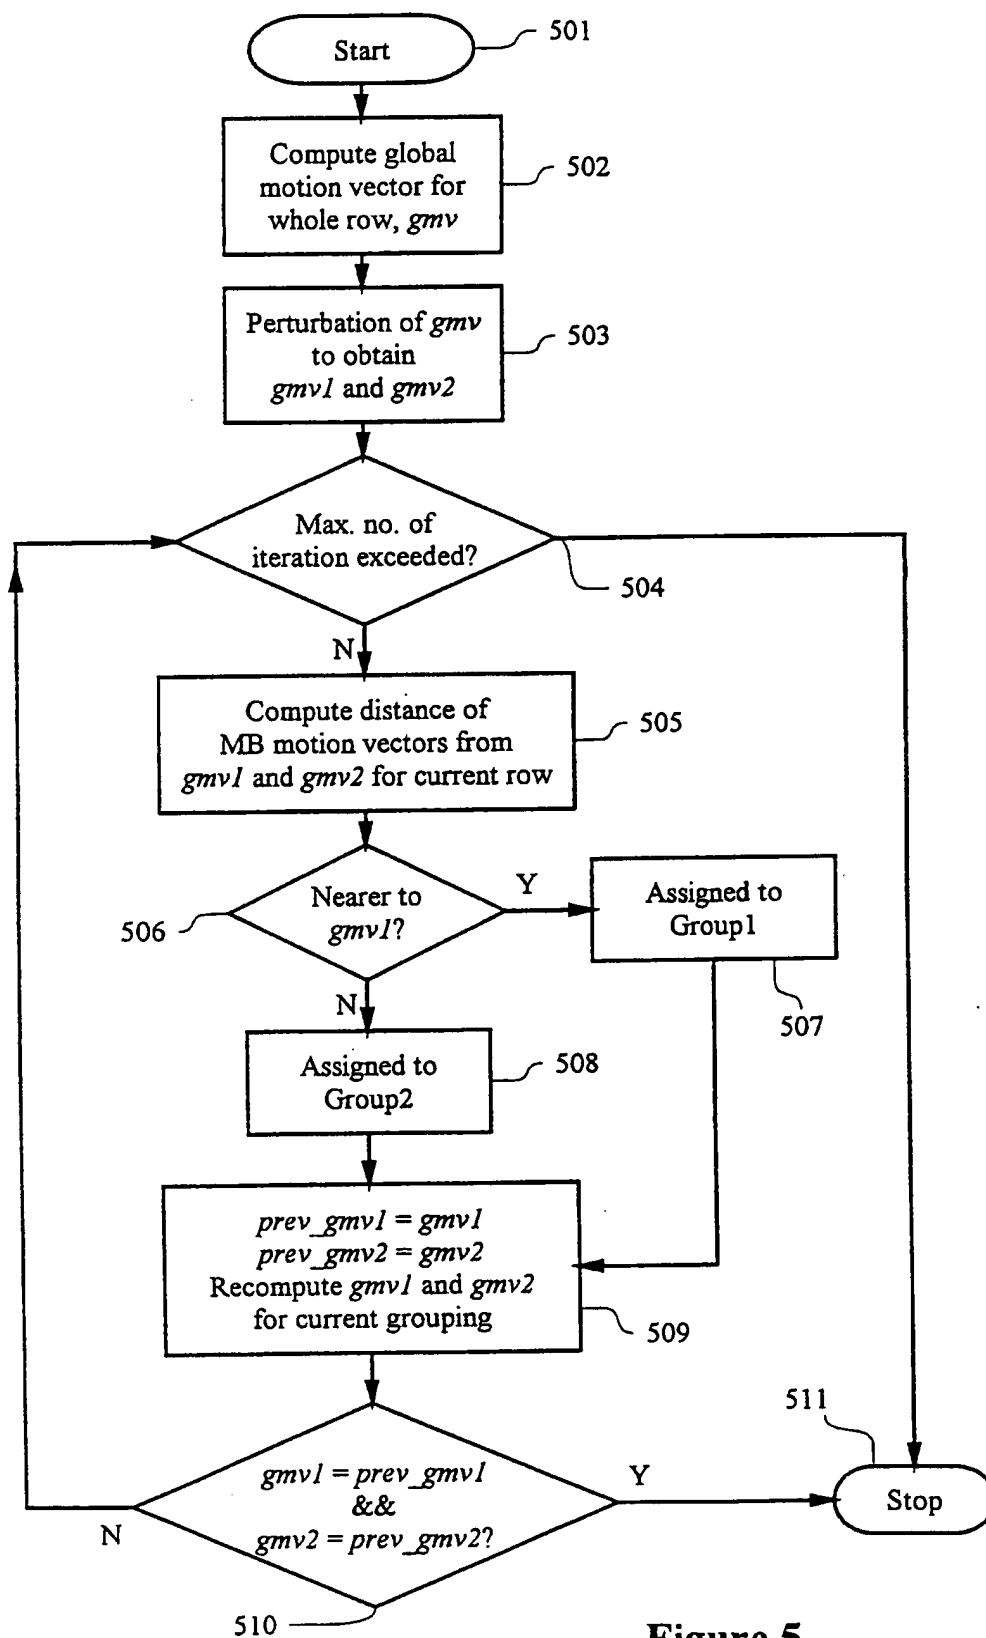 Start
501
Compute global
motion vector for
whole row, gmv
502
Perturbation of gmv
to obtain
gmv1 and gmv2
503
Max. no. of
iteration exceeded?
504
N
Compute distance of
MB motion vectors from
gmv1 and gmv2 for current row
505
Nearer to
gmv1?
506
Y
Assigned to
Group1
507
N
Assigned to
Group2
508
prev_gmv1 = gmv1
prev_gmv2 = gmv2
Recompute gmv1 and gmv2
for current grouping
509
gmv1 = prev_gmv1
&&
gmv2 = prev_gmv2?
N
Y
510
511
Stop
Figure 5